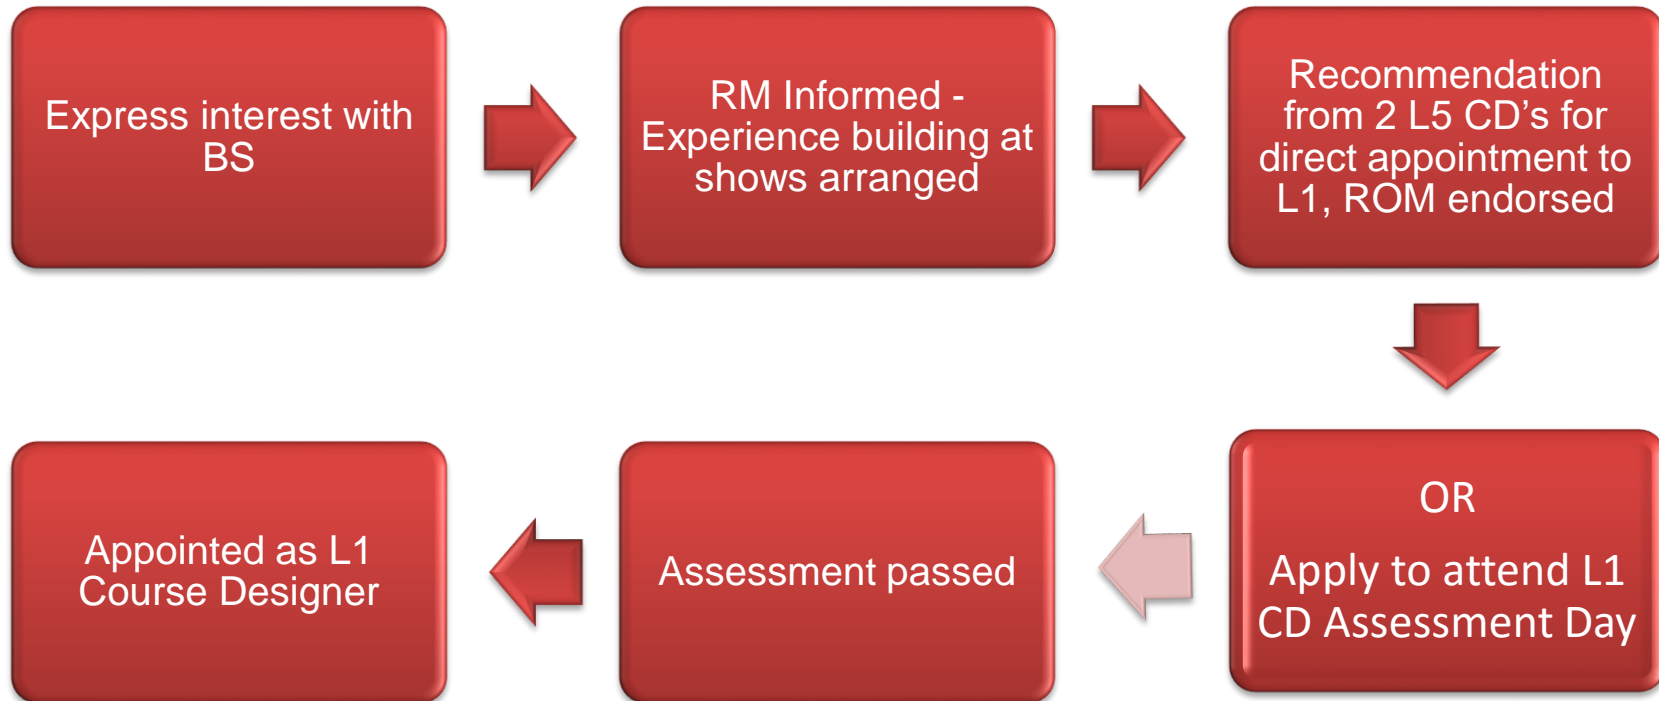 Express interest with
BS
RM Informed -
Experience building at
shows arranged
Recommendation
from 2 L5 CD’s for
direct appointment to
L1, ROM endorsed
OR
Apply to attend L1
CD Assessment Day
Assessment passed
Appointed as L1
Course Designer